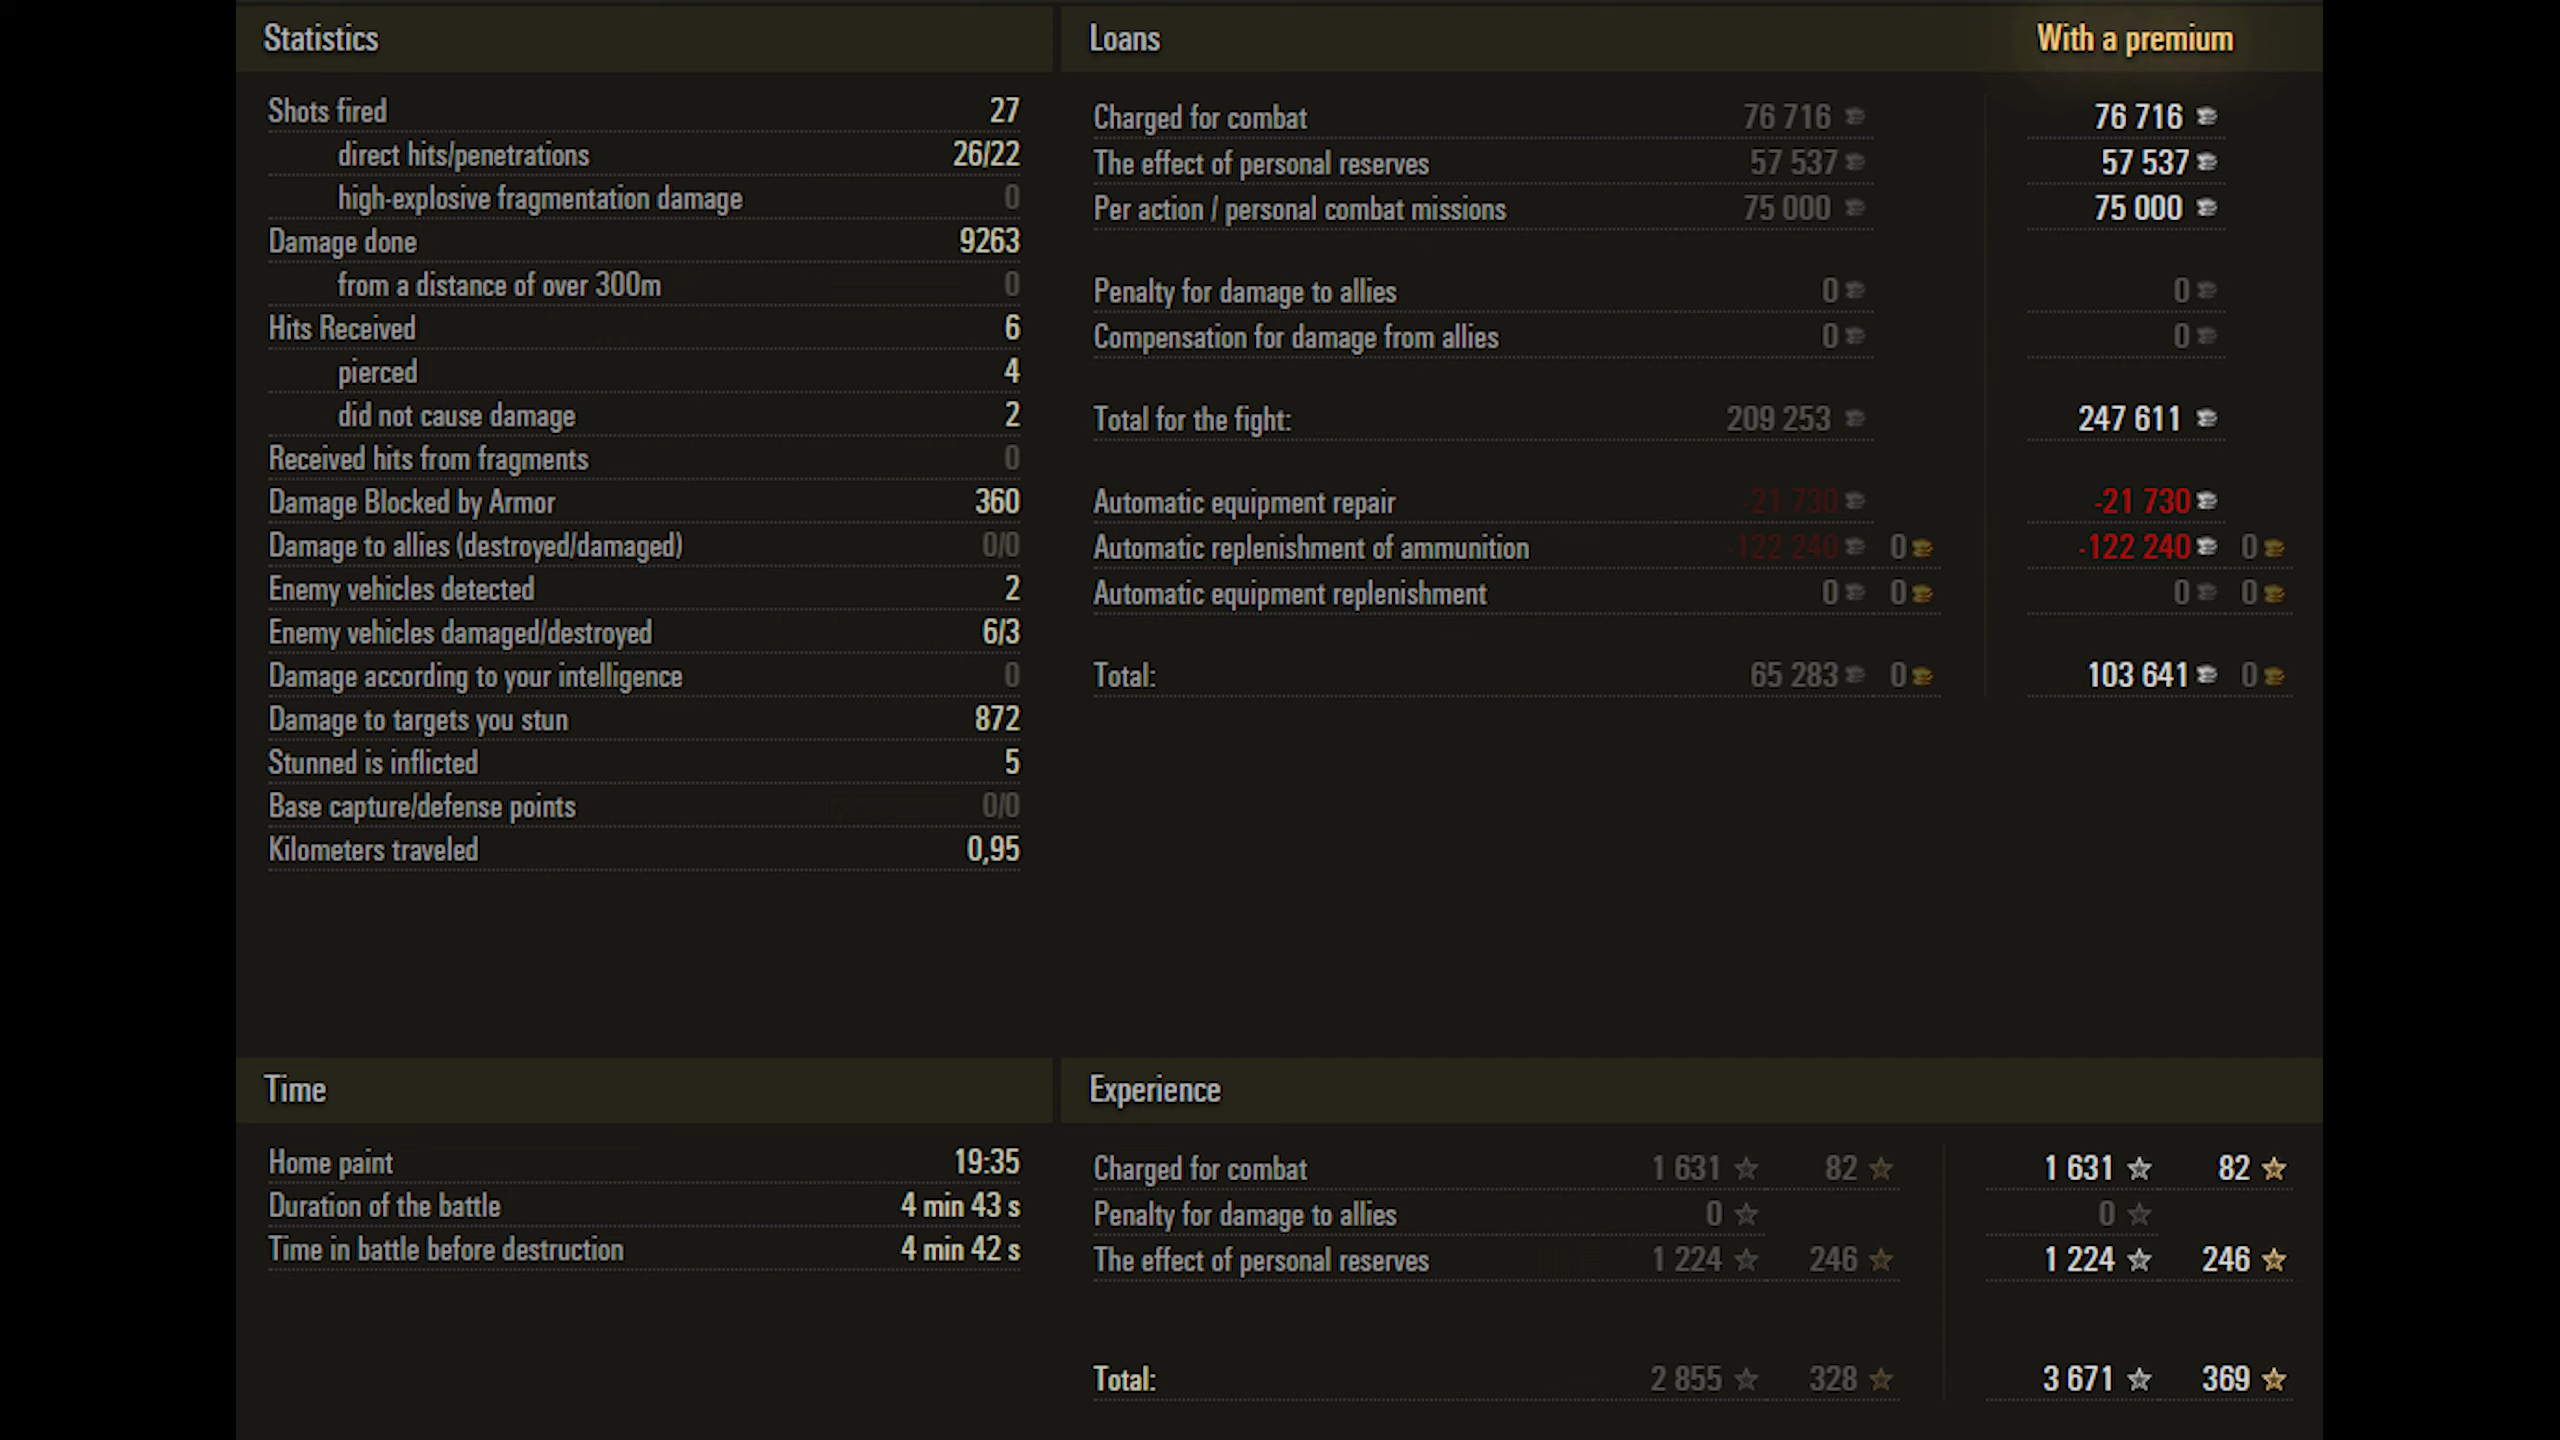 Statistics
Shots fired 27
direct hits/penetrations 26/22
high-explosive fragmentation damage 0
Damage done 9263
from a distance of over 300m 0
Hits Received 6
pierced 4
did not cause damage 2
Received hits from fragments 0
Damage Blocked by Armor 360
Damage to allies (destroyed/damaged) 0/0
Enemy vehicles detected 2
Enemy vehicles damaged/destroyed 6/3
Damage according to your intelligence 0
Damage to targets you stun 872
Stunned is inflicted 5
Base capture/defense points 0/0
Kilometers traveled 0,95
Loans With a premium
Charged for combat 76 716 76 716
The effect of personal reserves 57 537 57 537
Per action / personal combat missions 75 000 75 000
Penalty for damage to allies 0 0
Compensation for damage from allies 0 0
Total for the fight: 209 253 247 611
Automatic equipment repair -21 730 -21 730
Automatic replenishment of ammunition -122 240 0 -122 240 0
Automatic equipment replenishment 0 0 0 0
Total: 65 283 0 103 641 0
Time
Home paint 19:35
Duration of the battle 4 min 43 s
Time in battle before destruction 4 min 42 s
Experience
Charged for combat 1 631 82 1 631 82
Penalty for damage to allies 0 0
The effect of personal reserves 1 224 246 1 224 246
Total: 2 855 328 3 671 369